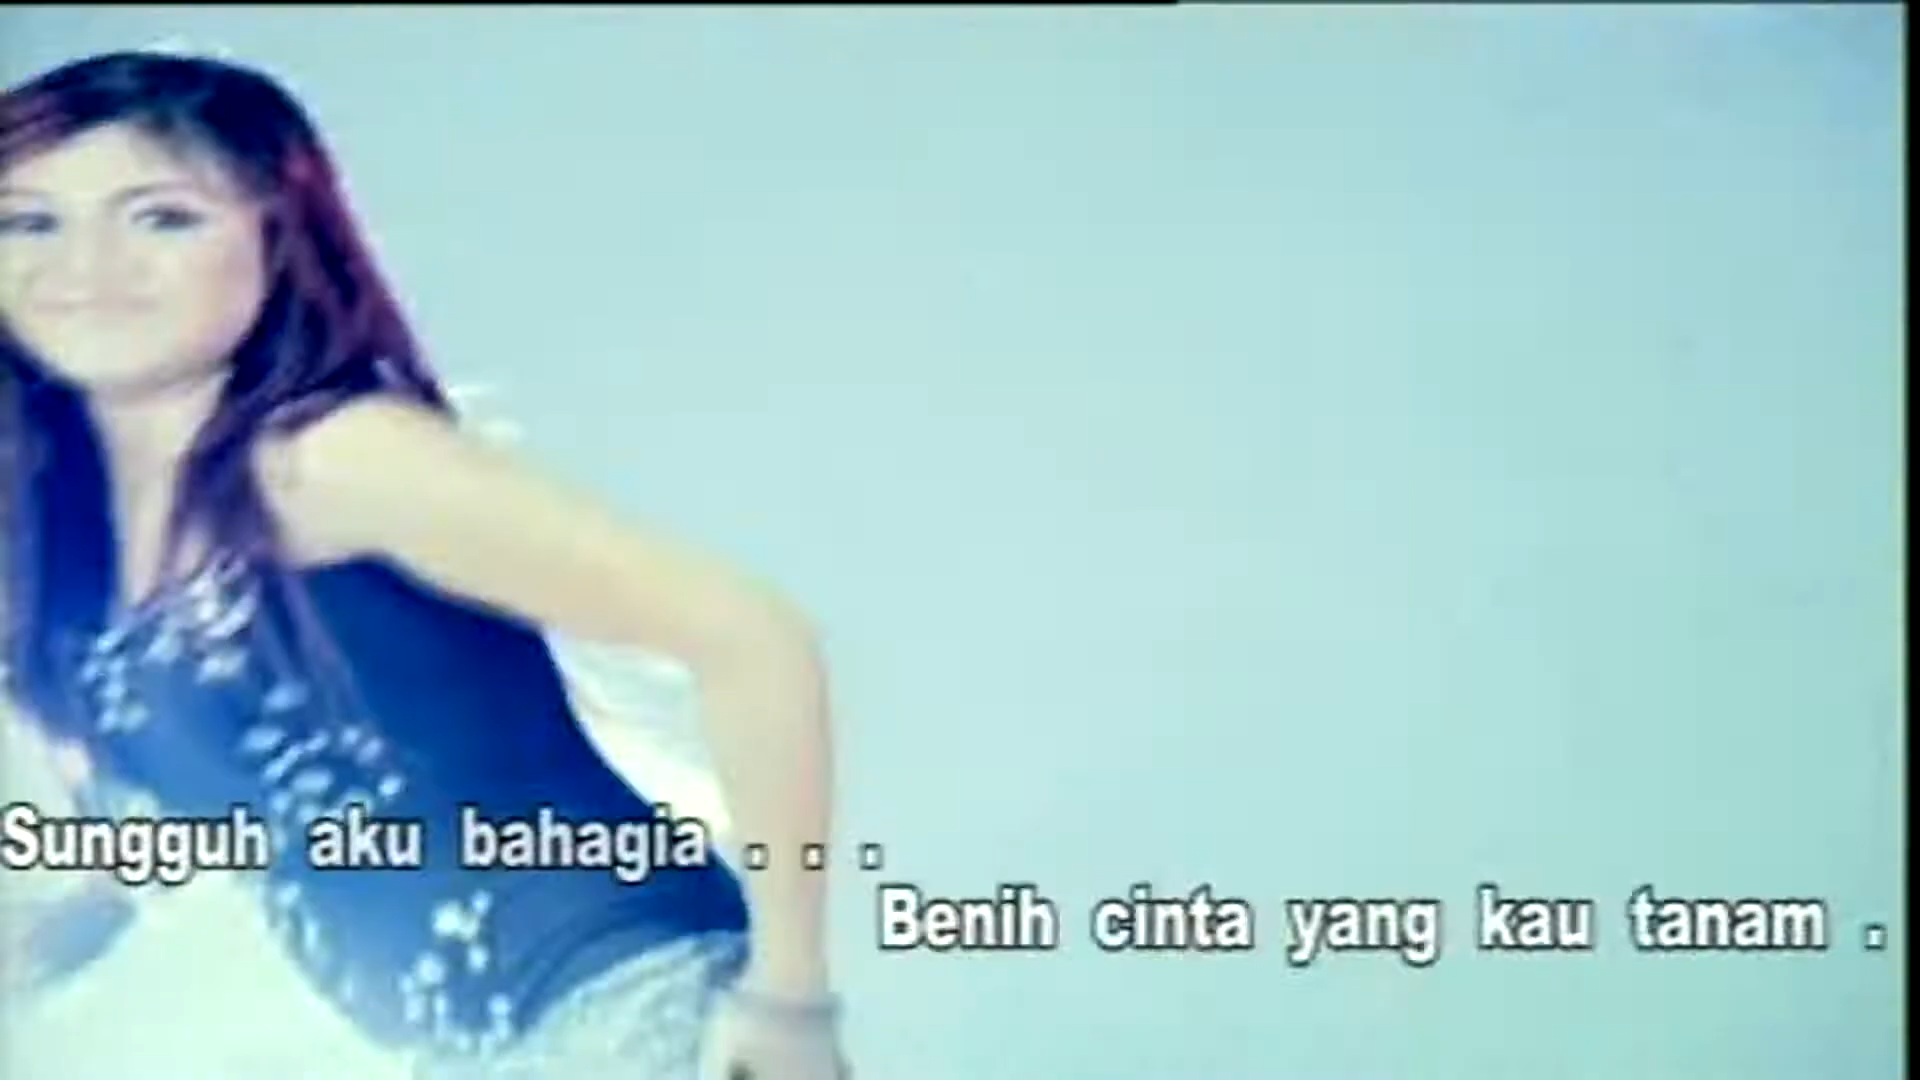 Sungguh aku bahagia . . .
Benih cinta yang kau tanam .